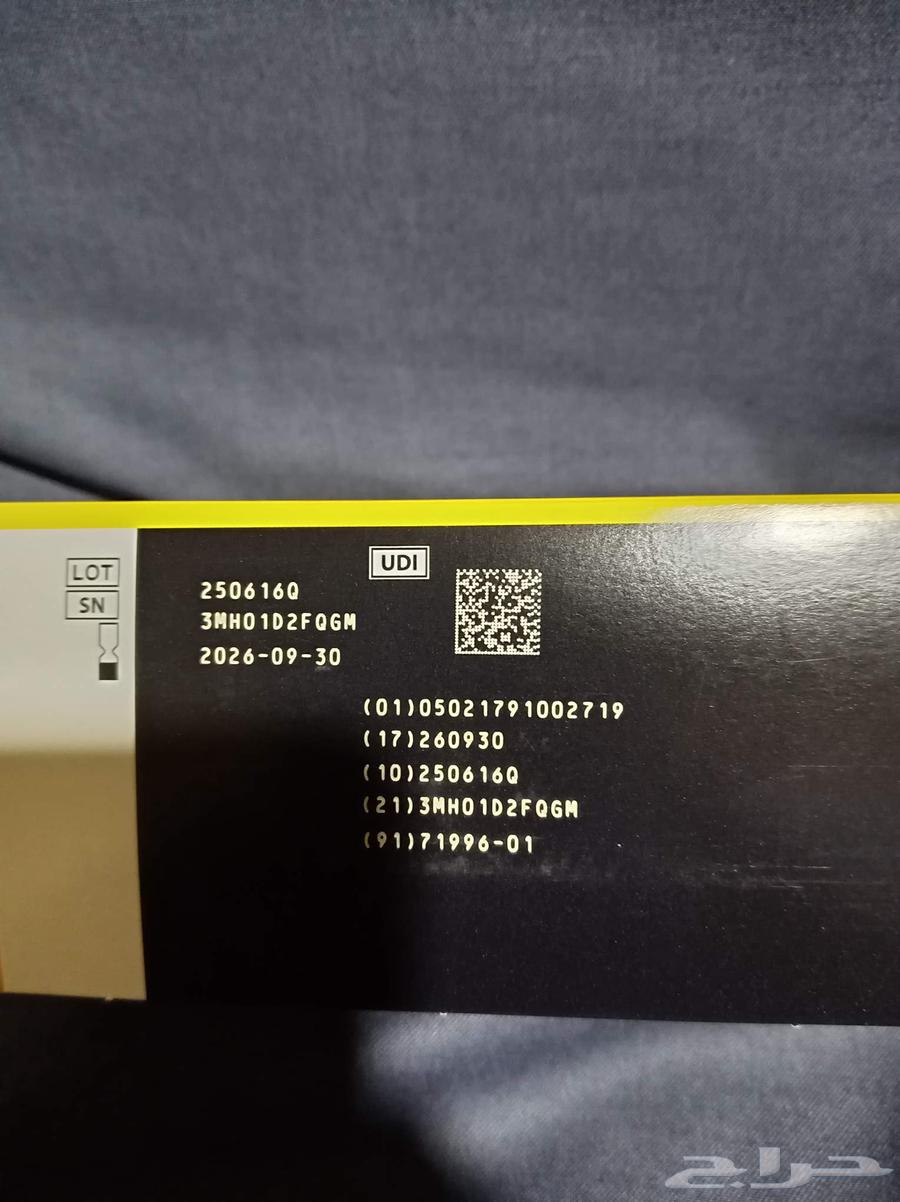 LOT
SN
250616Q
3MH01D2FQGM
2026-09-30
UDI
(01)05021791002719
(17)260930
(10)250616Q
(21)3MH01D2FQGM
(91)71996-01
حراج